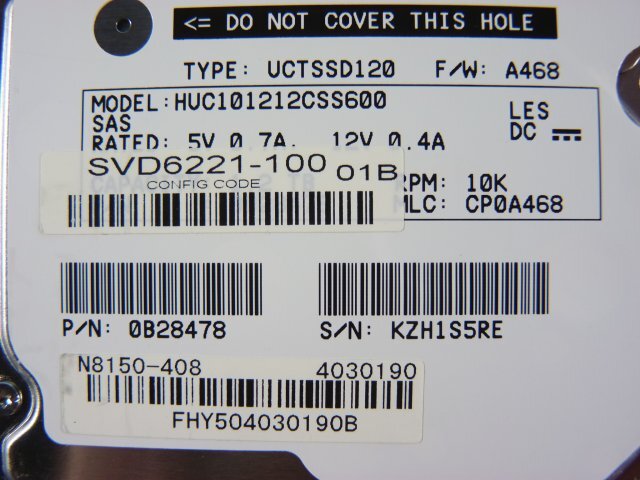 <= DO NOT COVER THIS HOLE
TYPE: UCTSSD120 F/W: A468
MODEL: HUC101212CSS600
SAS
LES
RATED: 5V 0.7A, 12V 0.4A
DC
SVD6221-100 01B
CONFIG CODE
RPM: 10K
MLC: CP0A468
P/N: 0B28478 S/N: KZH1S5RE
N8150-408 4030190
FHY504030190B